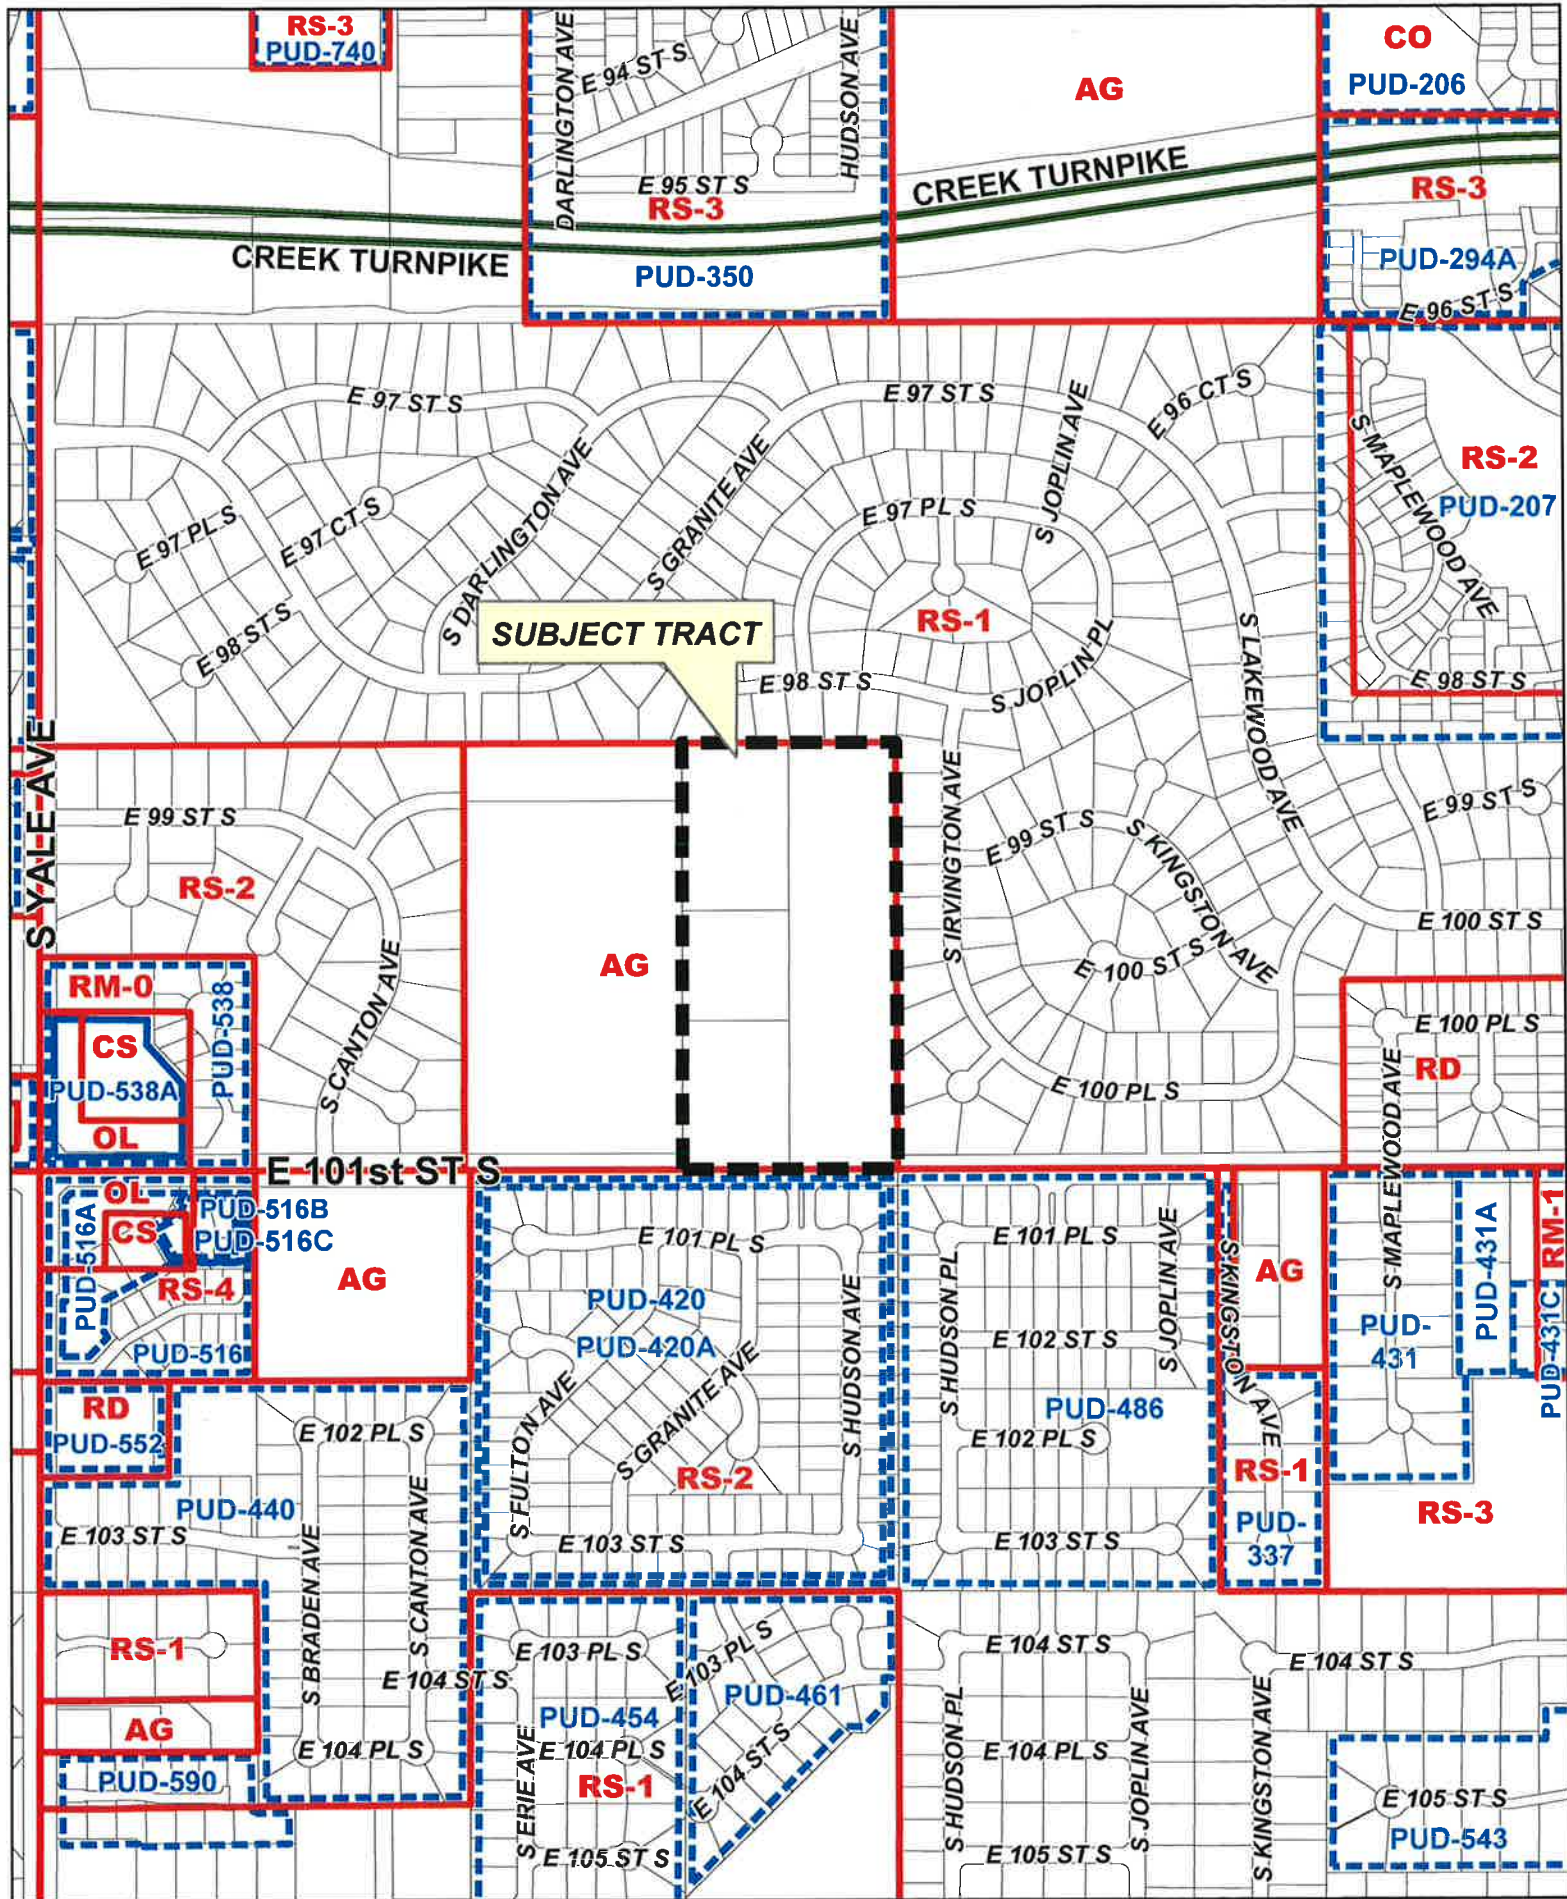 RS-3
PUD-740
DARLINGTON AVE
E 94 ST S
HUDSON AVE
E 95 ST S
RS-3
PUD-350
AG
CO
PUD-206
CREEK TURNPIKE
CREEK TURNPIKE
RS-3
PUD-294A
E 96 ST S
E 97 ST S
E 97 ST S
S JOPLIN AVE
E 96 CT S
S MAPLEWOOD AVE
RS-2
PUD-207
E 97 PL S
E 97 CT S
S DARLINGTON AVE
S GRANITE AVE
E 97 PL S
E 98 ST S
SUBJECT TRACT
RS-1
S JOPLIN PL
S LAKEWOOD AVE
E 98 ST S
E 98 ST S
S YALE AVE
E 99 ST S
RS-2
S CANTON AVE
AG
S IRVINGTON AVE
E 99 ST S
S KINGSTON AVE
E 99 ST S
E 100 ST S
E 100 ST S
RM-0
PUD-538
CS
PUD-538A
OL
E 100 PL S
E 100 PL S
RD
S MAPLEWOOD AVE
E 101st ST S
OL
PUD-516A
CS
PUD-516B
PUD-516C
RS-4
PUD-516
AG
E 101 PL S
PUD-420
PUD-420A
S FULTON AVE
S GRANITE AVE
S HUDSON AVE
RS-2
E 103 ST S
E 101 PL S
S HUDSON PL
S JOPLIN AVE
E 102 ST S
PUD-486
E 102 PL S
E 103 ST S
S KINGSTON AVE
AG
RS-1
PUD-
337
PUD-
431
PUD-431A
RM-1
PUD-431C
RS-3
RD
PUD-552
E 102 PL S
PUD-440
E 103 ST S
S BRADEN AVE
S CANTON AVE
RS-1
E 104 ST S
AG
E 104 PL S
PUD-590
E 103 PL S
E 103 PL S
PUD-454
PUD-461
E 104 PL S
E 104 ST S
S ERIE AVE
RS-1
E 105 ST S
E 104 ST S
S HUDSON PL
E 104 PL S
S JOPLIN AVE
E 105 ST S
S KINGSTON AVE
E 104 ST S
E 105 ST S
PUD-543